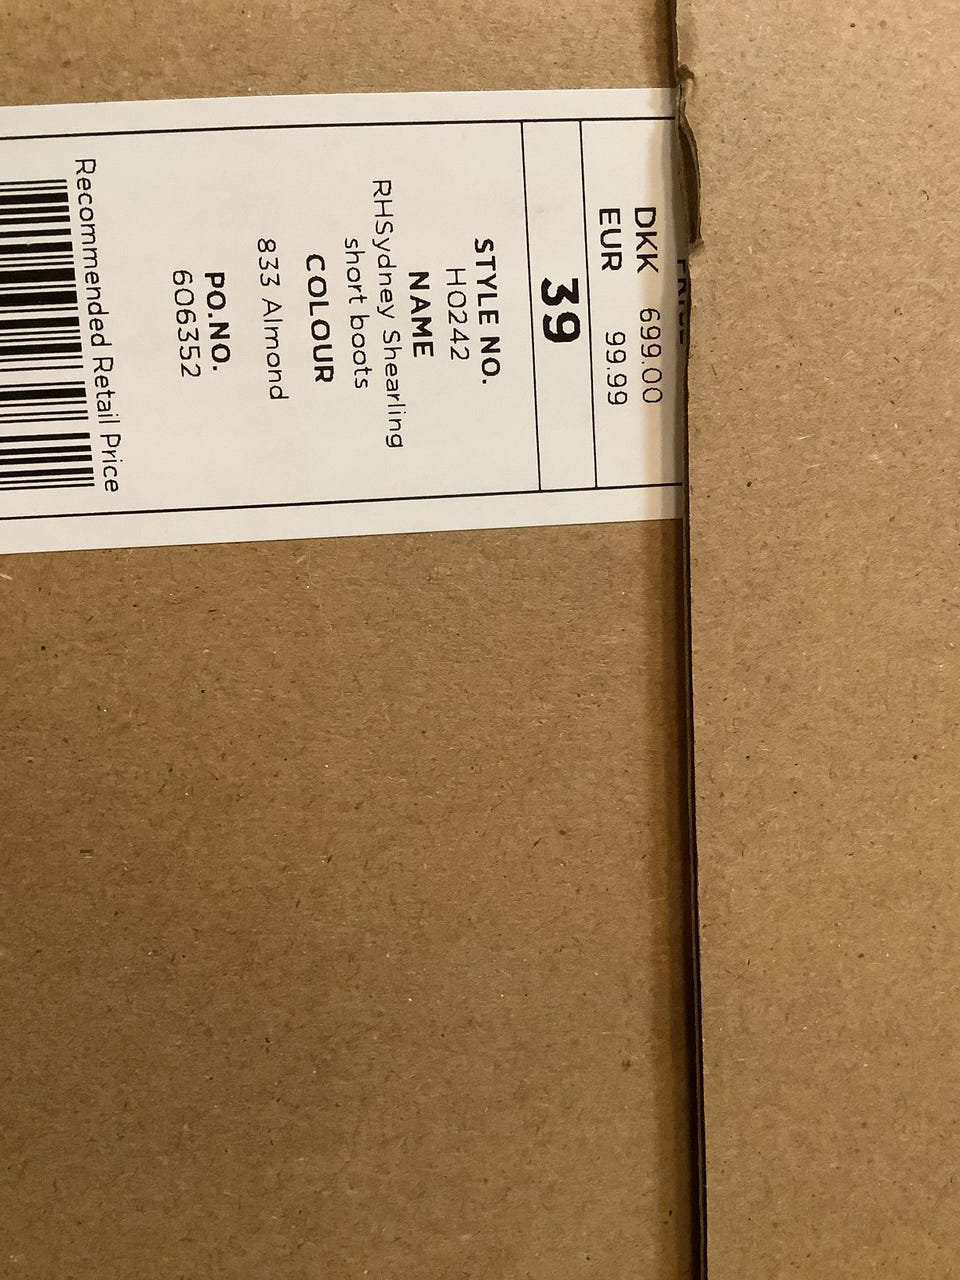 DKK 699.00
EUR 99.99
39
STYLE NO.
H0242
NAME
RHSydney Shearling
short boots
COLOUR
833 Almond
PO.NO.
606352
Recommended Retail Price